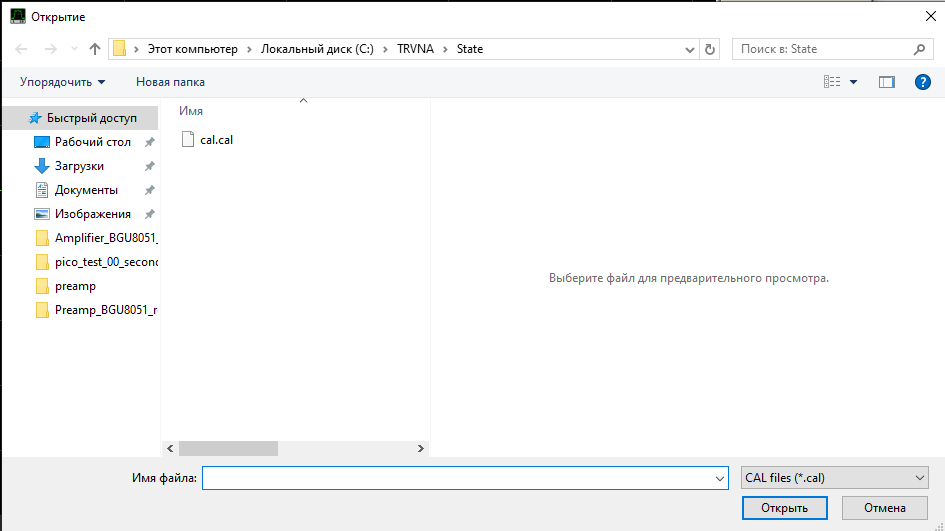 Открытие
Этот компьютер Локальный диск (C:) TRVNA State
Поиск в: State
Упорядочить Новая папка ?
Быстрый доступ
Рабочий стол
Загрузки
Документы
Изображения
Amplifier_BGU8051_
pico_test_00_second
preamp
Preamp_BGU8051_r
Имя
cal.cal
Выберите файл для предварительного просмотра.
Имя файла:
CAL files (*.cal)
Открыть Отмена